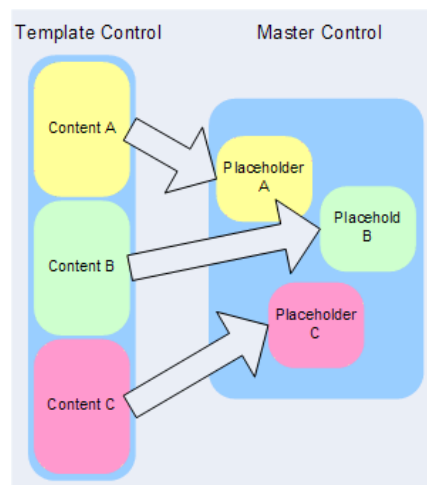 Template Control
Master Control
Content A
Placeholder
A
Placehold
B
Content B
Placeholder
C
Content C